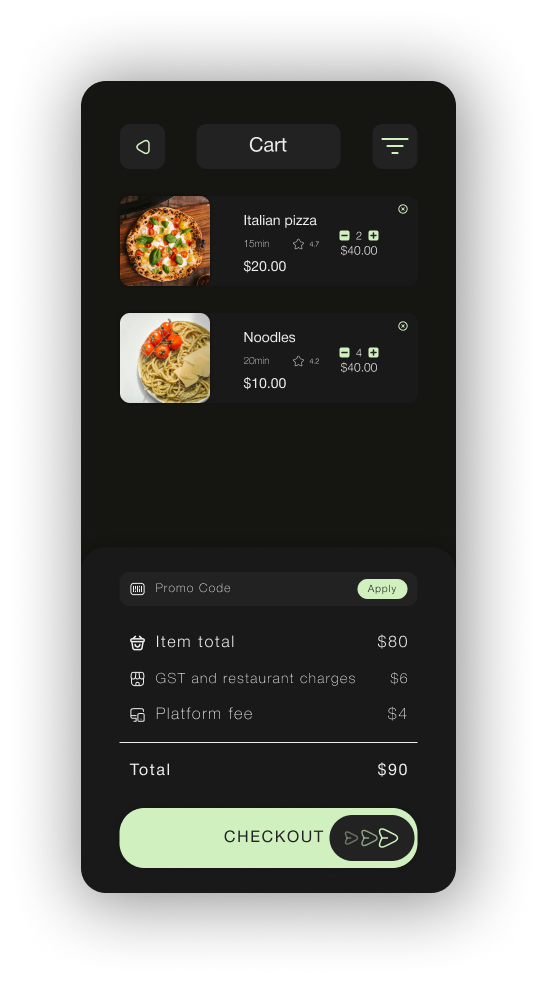 Cart
Italian pizza
15min 4.7
$20.00
2
$40.00
Noodles
20min 4.2
$10.00
4
$40.00
Promo Code Apply
Item total $80
GST and restaurant charges $6
Platform fee $4
Total $90
CHECKOUT